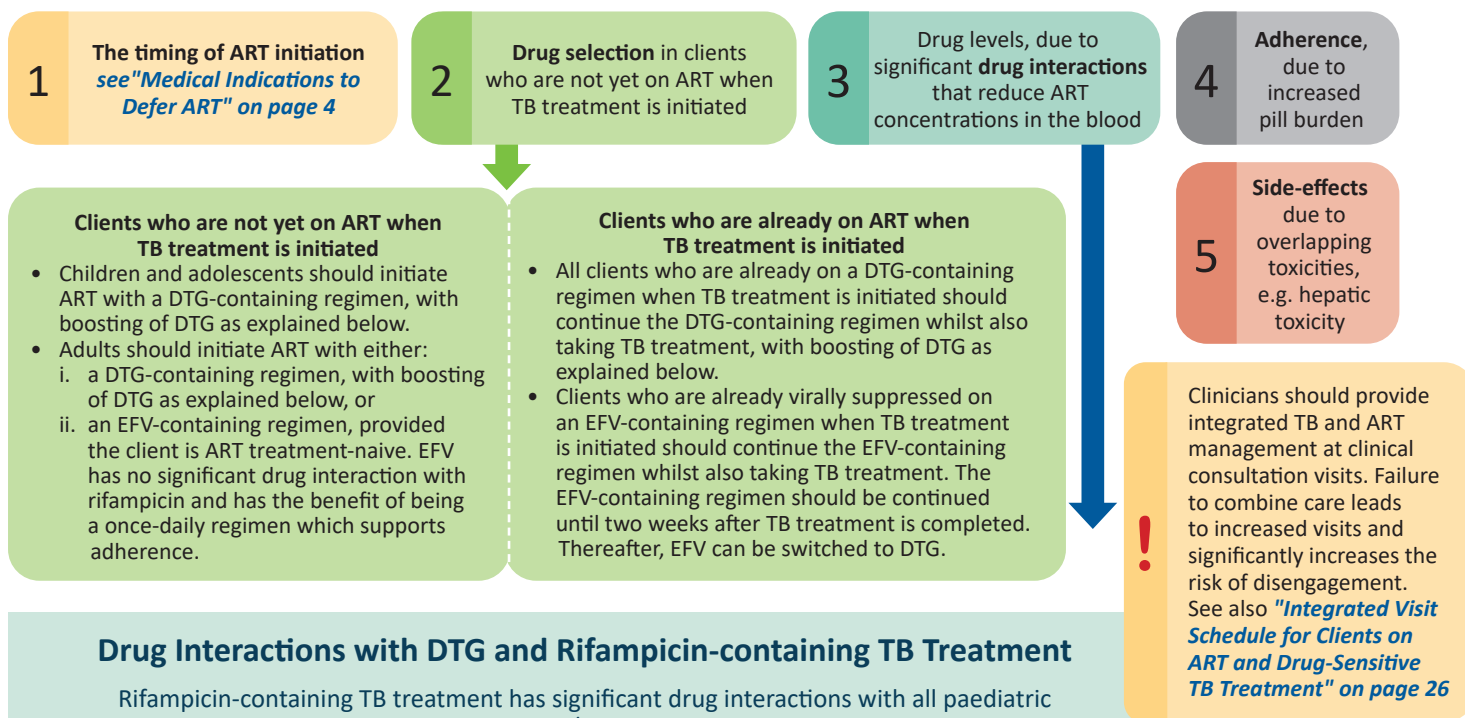 1
The timing of ART initiation
see"Medical Indications to
Defer ART" on page 4
2
Drug selection in clients
who are not yet on ART when
TB treatment is initiated
3
Drug levels, due to
significant drug interactions
that reduce ART
concentrations in the blood
4
Adherence,
due to
increased
pill burden
5
Side-effects
due to
overlapping
toxicities,
e.g. hepatic
toxicity
Clients who are not yet on ART when
TB treatment is initiated
• Children and adolescents should initiate
ART with a DTG-containing regimen, with
boosting of DTG as explained below.
• Adults should initiate ART with either:
i. a DTG-containing regimen, with boosting
of DTG as explained below, or
ii. an EFV-containing regimen, provided
the client is ART treatment-naive. EFV
has no significant drug interaction with
rifampicin and has the benefit of being
a once-daily regimen which supports
adherence.
Clients who are already on ART when
TB treatment is initiated
• All clients who are already on a DTG-containing
regimen when TB treatment is initiated should
continue the DTG-containing regimen whilst also
taking TB treatment, with boosting of DTG as
explained below.
• Clients who are already virally suppressed on
an EFV-containing regimen when TB treatment
is initiated should continue the EFV-containing
regimen whilst also taking TB treatment. The
EFV-containing regimen should be continued
until two weeks after TB treatment is completed.
Thereafter, EFV can be switched to DTG.
!
Clinicians should provide
integrated TB and ART
management at clinical
consultation visits. Failure
to combine care leads
to increased visits and
significantly increases the
risk of disengagement.
See also "Integrated Visit
Schedule for Clients on
ART and Drug-Sensitive
TB Treatment" on page 26
Drug Interactions with DTG and Rifampicin-containing TB Treatment
Rifampicin-containing TB treatment has significant drug interactions with all paediatric